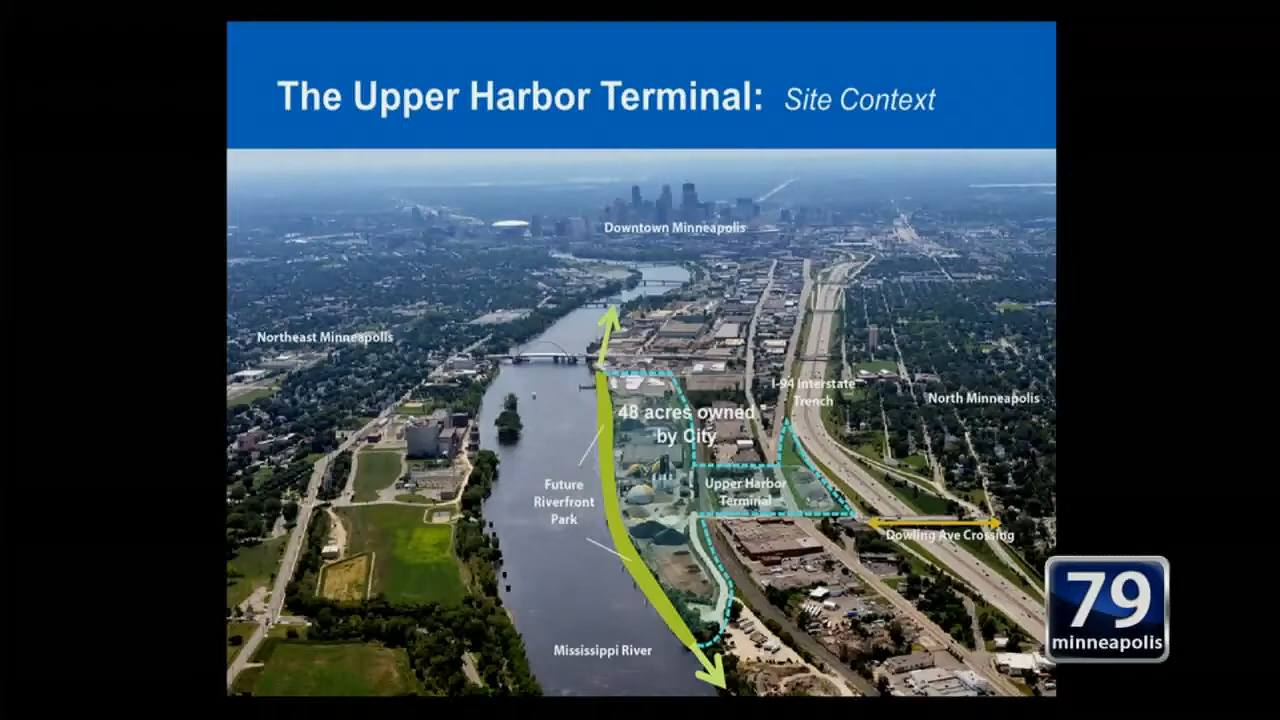 The Upper Harbor Terminal: Site Context
Downtown Minneapolis
Northeast Minneapolis
I-94 Interstate
Trench
North Minneapolis
48 acres owned
by City
Upper Harbor
Terminal
Future
Riverfront
Park
Dowling Ave Crossing
Mississippi River
79
minneapolis